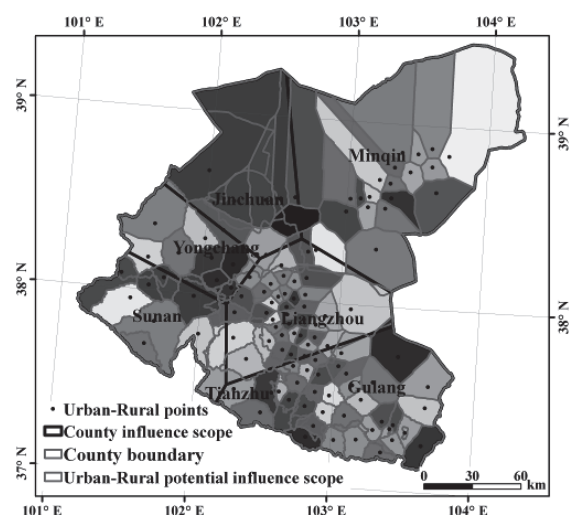 101° E 102° E 103° E 104° E
39° N
39° N
Minqin
Jinchuan
Yongchang
38° N
38° N
Sunan
Liangzhou
Tiahzhu
Gulang
Urban-Rural points
County influence scope
County boundary
Urban-Rural potential influence scope
37° N
37° N
0 30 60
km
101° E 102° E 103° E 104° E